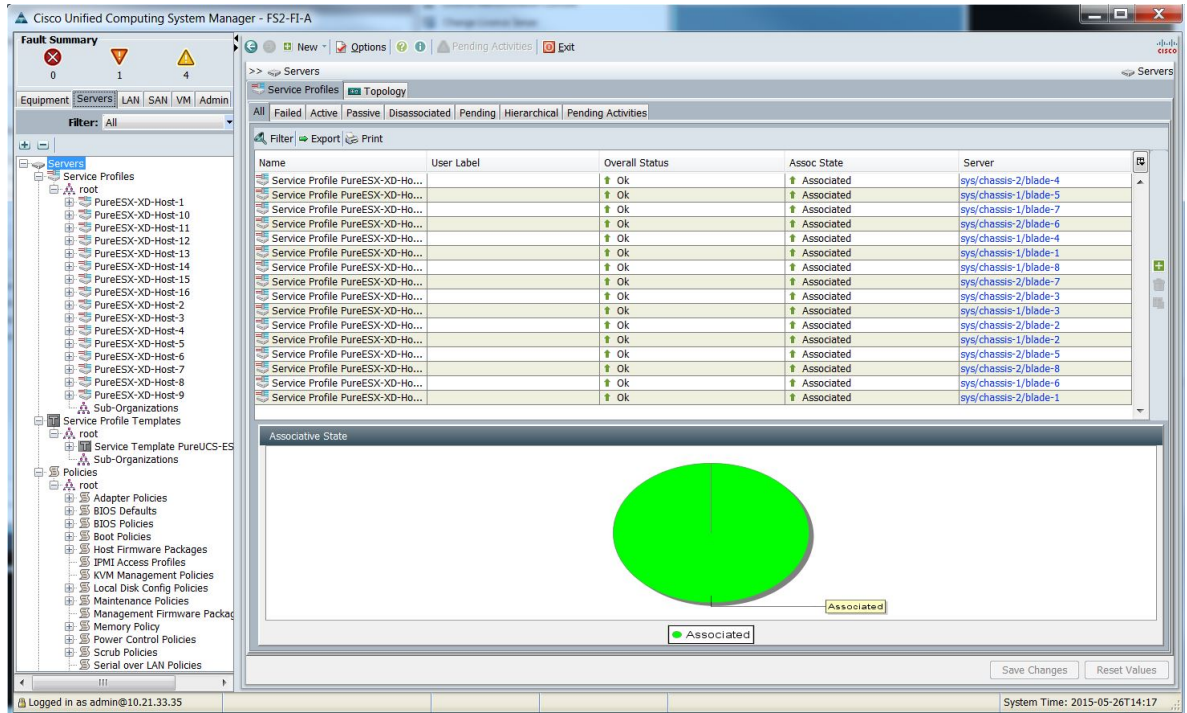 Cisco Unified Computing System Manager - FS2-FI-A
Fault Summary
0 1 4
Equipment Servers LAN SAN VM Admin
Filter: All
Servers
Service Profiles
root
PureESX-XD-Host-1
PureESX-XD-Host-10
PureESX-XD-Host-11
PureESX-XD-Host-12
PureESX-XD-Host-13
PureESX-XD-Host-14
PureESX-XD-Host-15
PureESX-XD-Host-16
PureESX-XD-Host-2
PureESX-XD-Host-3
PureESX-XD-Host-4
PureESX-XD-Host-5
PureESX-XD-Host-6
PureESX-XD-Host-7
PureESX-XD-Host-8
PureESX-XD-Host-9
Sub-Organizations
Service Profile Templates
root
Service Template PureUCS-ES
Sub-Organizations
Policies
root
Adapter Policies
BIOS Defaults
BIOS Policies
Boot Policies
Host Firmware Packages
IPMI Access Profiles
KVM Management Policies
Local Disk Config Policies
Maintenance Policies
Management Firmware Packag
Memory Policy
Power Control Policies
Scrub Policies
Serial over LAN Policies
New Options Pending Activities Exit
cisco
>> Servers Servers
Service Profiles Topology
All Failed Active Passive Disassociated Pending Hierarchical Pending Activities
Filter Export Print
Name User Label Overall Status Assoc State Server
Service Profile PureESX-XD-Ho... Ok Associated sys/chassis-2/blade-4
Service Profile PureESX-XD-Ho... Ok Associated sys/chassis-1/blade-5
Service Profile PureESX-XD-Ho... Ok Associated sys/chassis-1/blade-7
Service Profile PureESX-XD-Ho... Ok Associated sys/chassis-2/blade-6
Service Profile PureESX-XD-Ho... Ok Associated sys/chassis-1/blade-4
Service Profile PureESX-XD-Ho... Ok Associated sys/chassis-1/blade-1
Service Profile PureESX-XD-Ho... Ok Associated sys/chassis-1/blade-8
Service Profile PureESX-XD-Ho... Ok Associated sys/chassis-2/blade-7
Service Profile PureESX-XD-Ho... Ok Associated sys/chassis-2/blade-3
Service Profile PureESX-XD-Ho... Ok Associated sys/chassis-1/blade-3
Service Profile PureESX-XD-Ho... Ok Associated sys/chassis-2/blade-2
Service Profile PureESX-XD-Ho... Ok Associated sys/chassis-1/blade-2
Service Profile PureESX-XD-Ho... Ok Associated sys/chassis-2/blade-5
Service Profile PureESX-XD-Ho... Ok Associated sys/chassis-2/blade-8
Service Profile PureESX-XD-Ho... Ok Associated sys/chassis-1/blade-6
Service Profile PureESX-XD-Ho... Ok Associated sys/chassis-2/blade-1
Associative State
Associated
Associated
Save Changes Reset Values
Logged in as admin@10.21.33.35
System Time: 2015-05-26T14:17